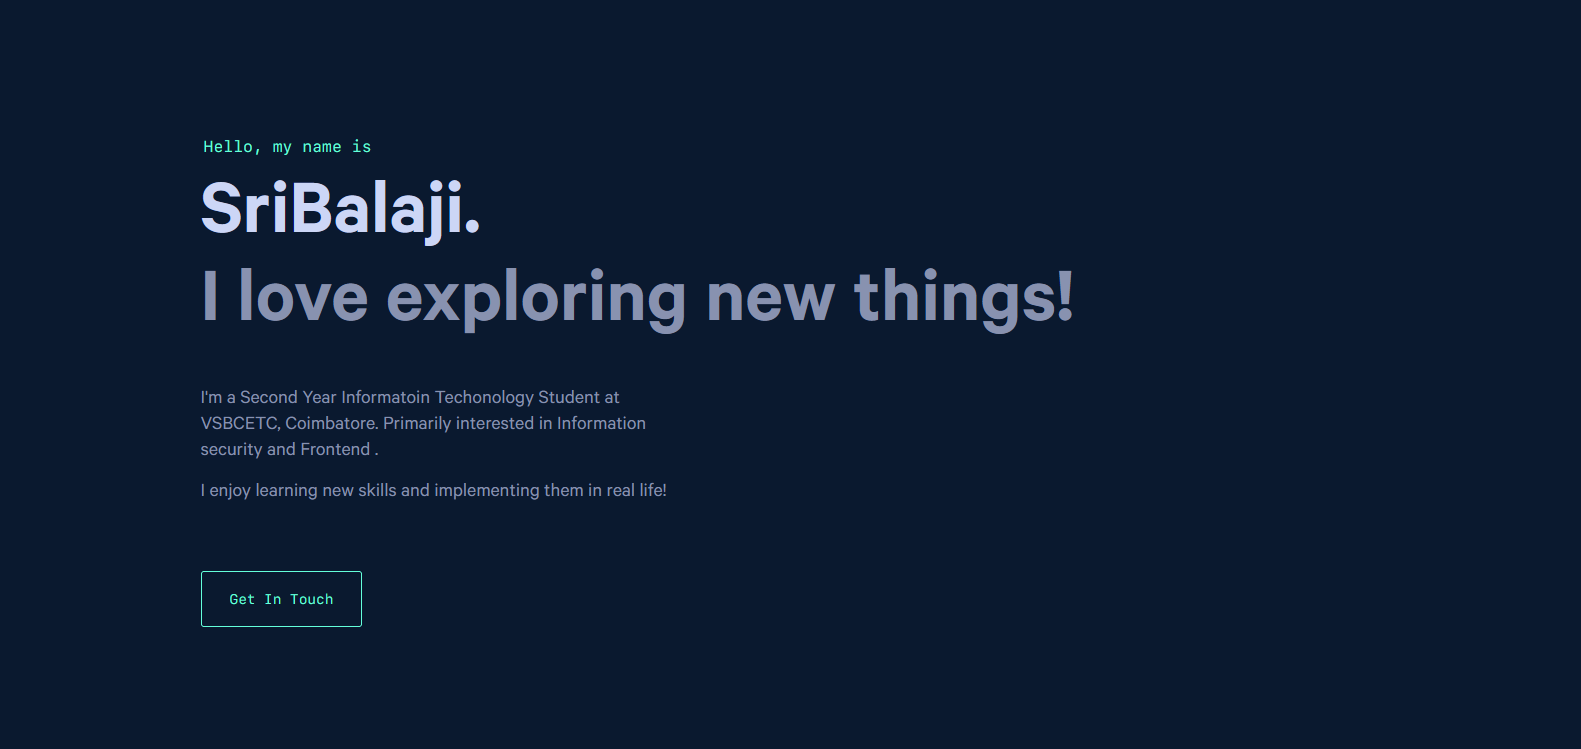 Hello, my name is
SriBalaji.
I love exploring new things!
I'm a Second Year Informatoin Techonology Student at
VSBCETC, Coimbatore. Primarily interested in Information
security and Frontend .
I enjoy learning new skills and implementing them in real life!
Get In Touch